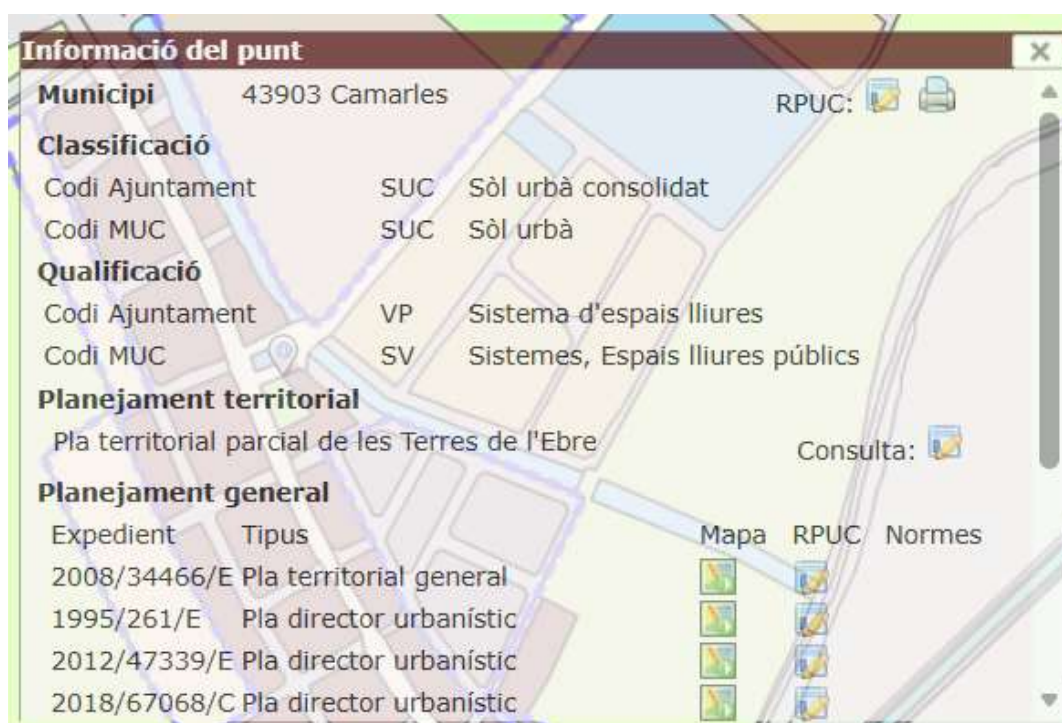 Informació del punt
Municipi 43903 Camarles RPUC:
Classificació
Codi Ajuntament SUC Sòl urbà consolidat
Codi MUC SUC Sòl urbà
Qualificació
Codi Ajuntament VP Sistema d'espais lliures
Codi MUC SV Sistemes, Espais lliures públics
Planejament territorial
Pla territorial parcial de les Terres de l'Ebre Consulta:
Planejament general
Expedient Tipus Mapa RPUC Normes
2008/34466/E Pla territorial general
1995/261/E Pla director urbanístic
2012/47339/E Pla director urbanístic
2018/67068/C Pla director urbanístic